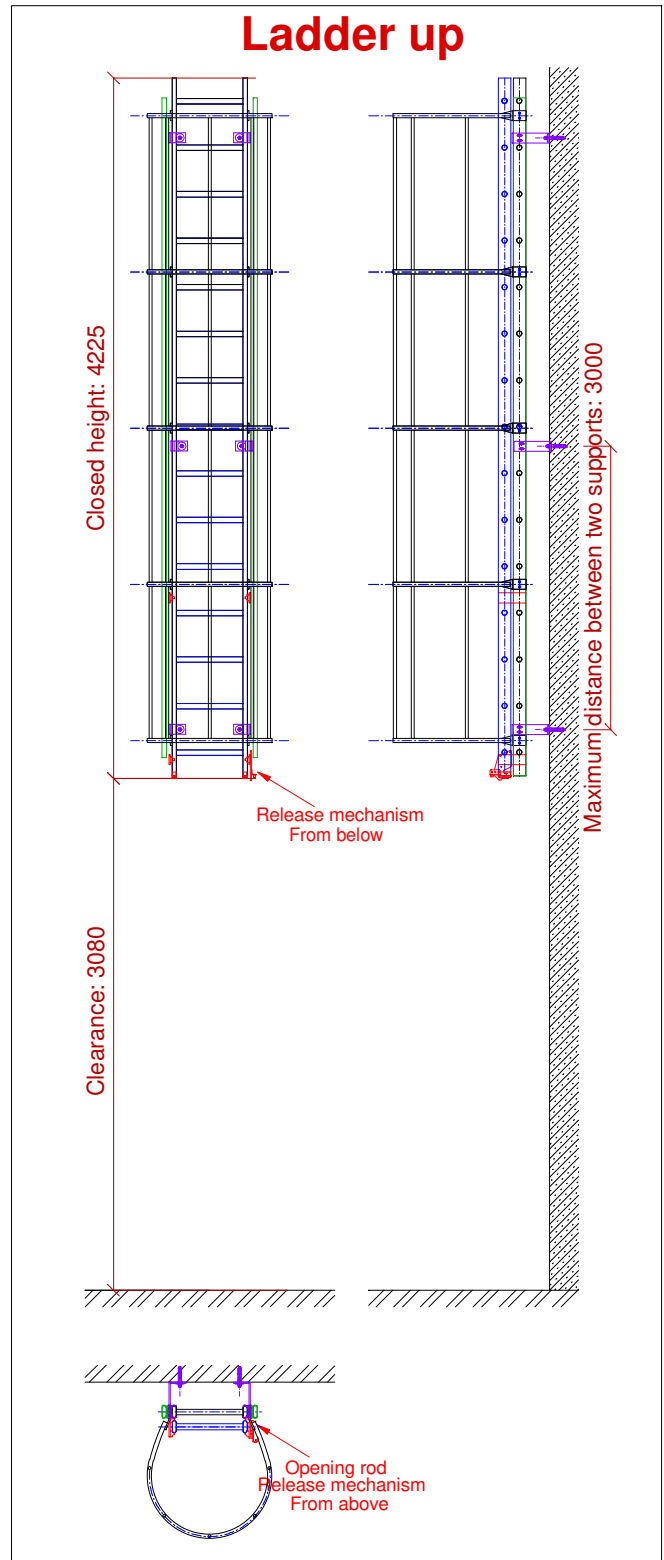 Ladder up
Closed height: 4225
Maximum distance between two supports: 3000
Release mechanism
From below
Clearance: 3080
Opening rod
Release mechanism
From above